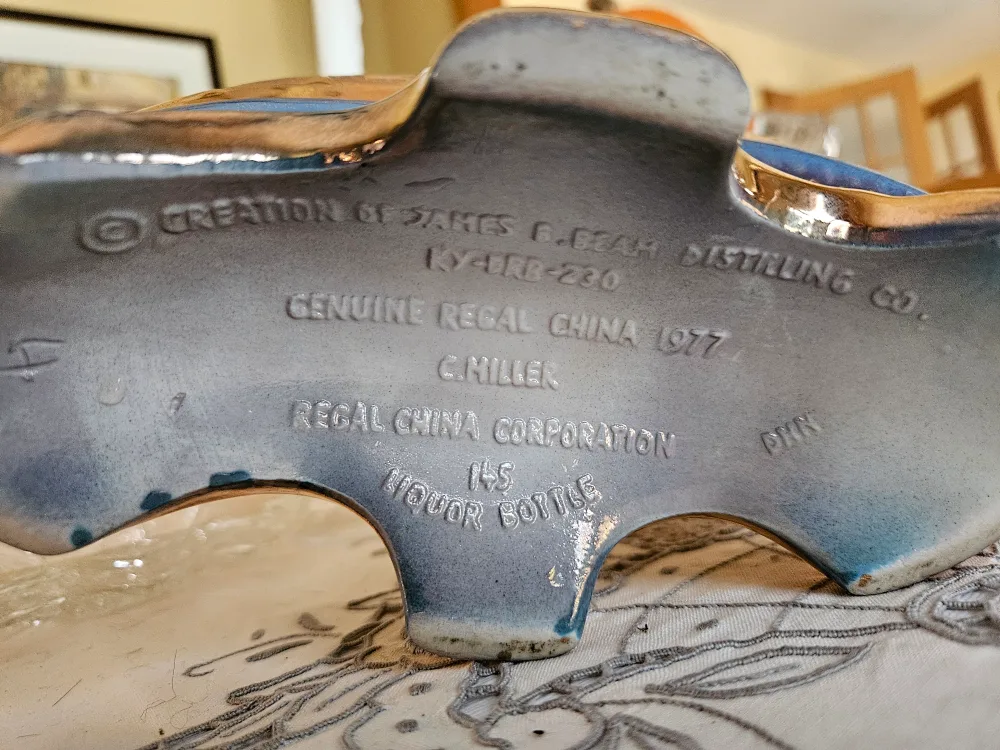 © CREATION OF JAMES B. BEAM DISTILLING CO.
KY-BRB-230
GENUINE REGAL CHINA 1977
C. MILLER
REGAL CHINA CORPORATION
145
LIQUOR BOTTLE